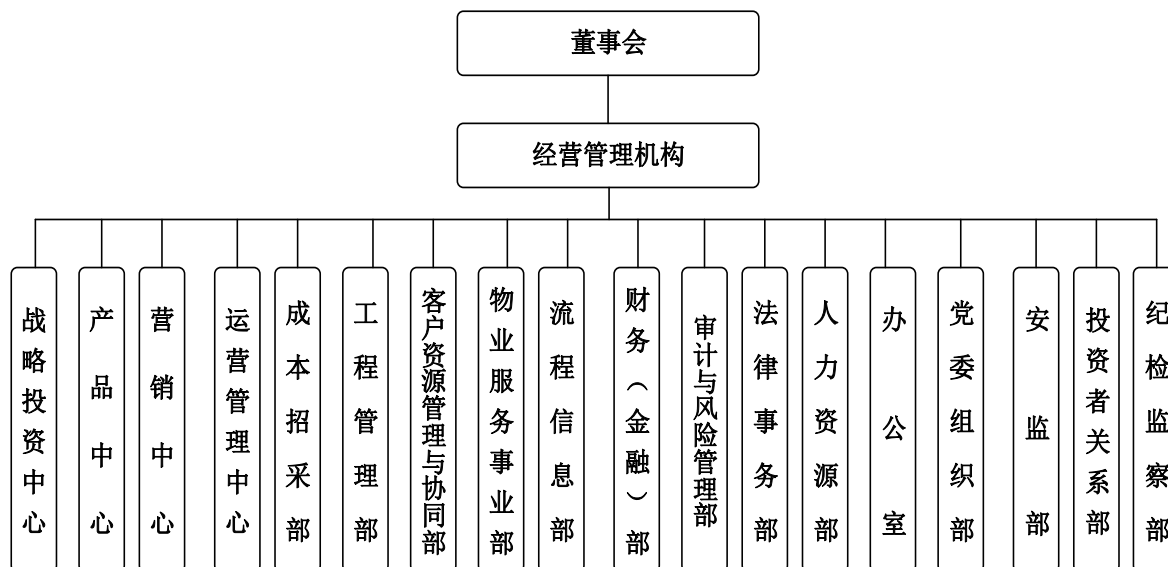 董事会
经营管理机构
战略投资中心
产品中心
营销中心
运营管理中心
成本招采部
工程管理部
客户资源管理与协同部
物业服务事业部
流程信息部
财务（金融）部
审计与风险管理部
法律事务部
人力资源部
办公室
党委组织部
安监部
投资者关系部
纪检监察部